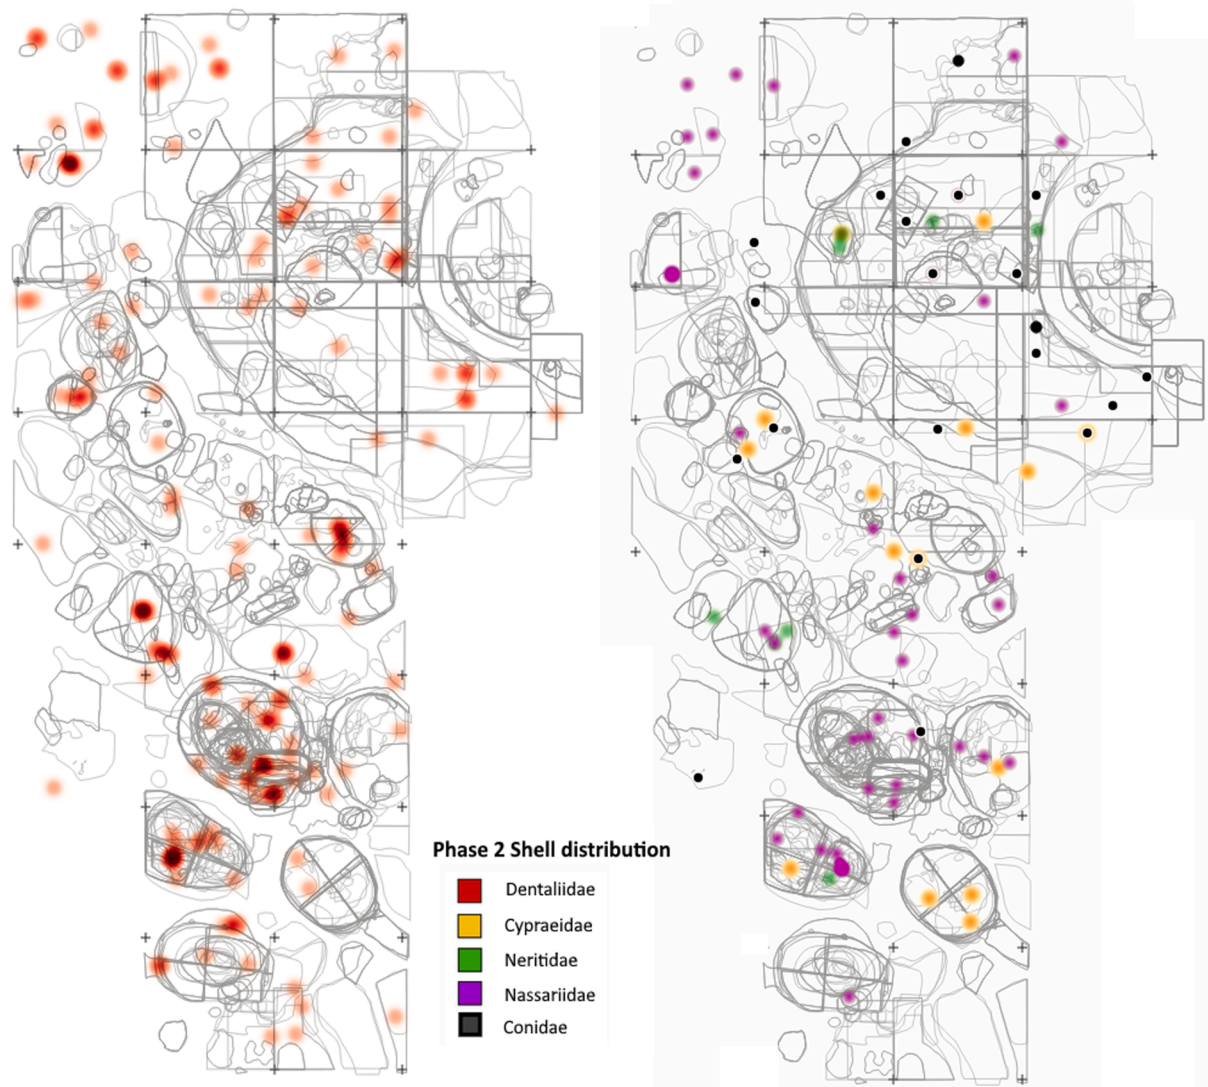 Phase 2 Shell distribution
Dentaliidae
Cypraeidae
Neritidae
Nassariidae
Conidae